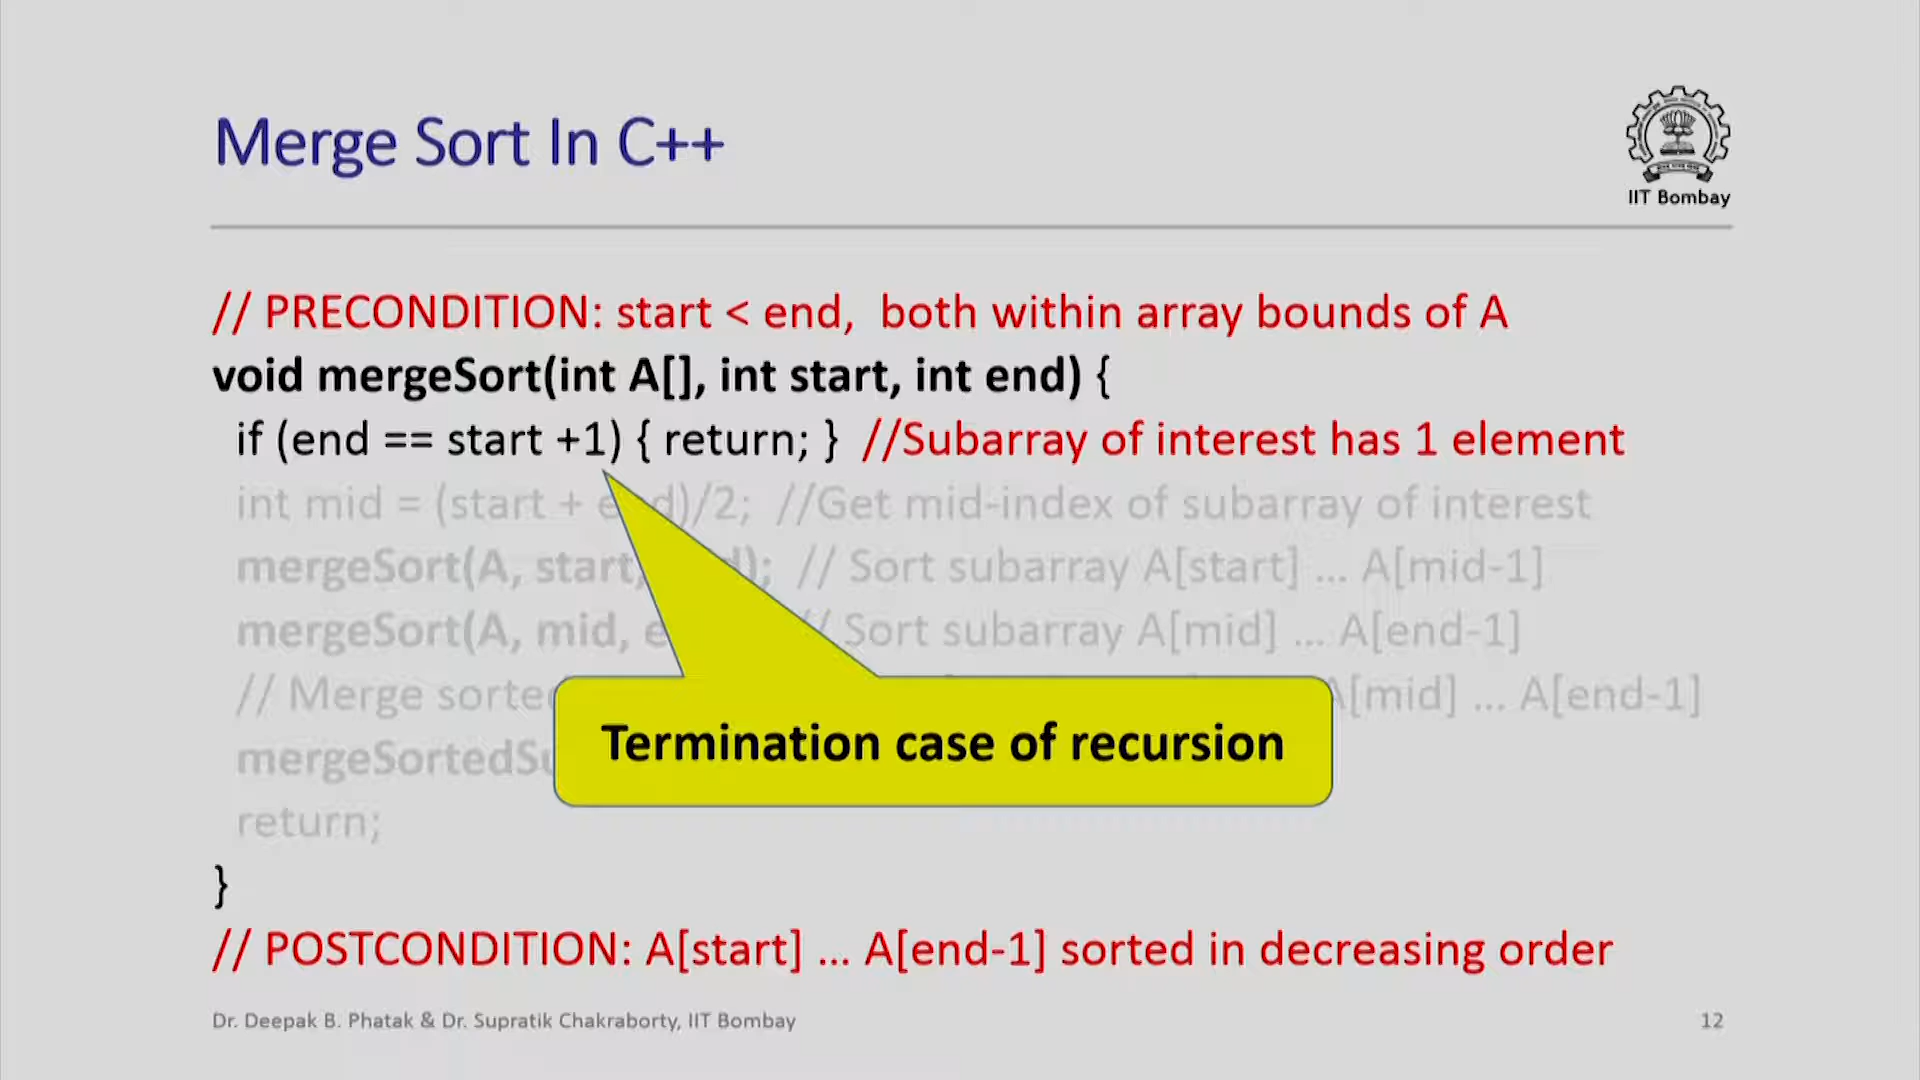 Merge Sort In C++
IIT Bombay
// PRECONDITION: start < end, both within array bounds of A
void mergeSort(int A[], int start, int end) {
if (end == start +1) { return; } //Subarray of interest has 1 element
int mid = (start + end)/2; //Get mid-index of subarray of interest
mergeSort(A, start, ); // Sort subarray A[start] ... A[mid-1]
mergeSort(A, mid, // Sort subarray A[mid] ... A[end-1]
// Merge A[mid] ... A[end-1]
Termination case of recursion
return;
}
// POSTCONDITION: A[start] ... A[end-1] sorted in decreasing order
Dr. Deepak B. Phatak & Dr. Supratik Chakraborty, IIT Bombay
12